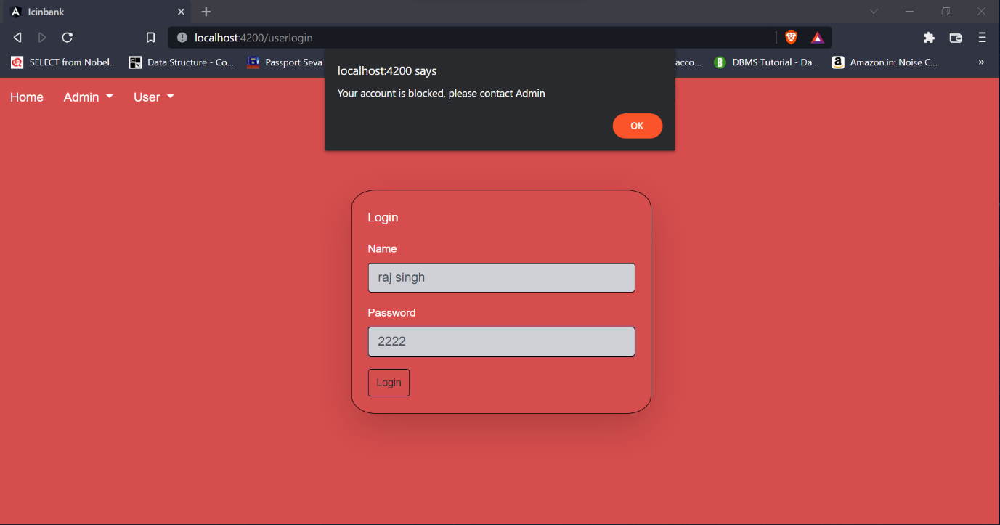 Icinbank
localhost:4200/userlogin
SELECT from Nobel... Data Structure - Co... Passport Seva acco... DBMS Tutorial - Da... Amazon.in: Noise C... »
localhost:4200 says
Your account is blocked, please contact Admin
OK
Home Admin User
Login
Name
raj singh
Password
2222
Login